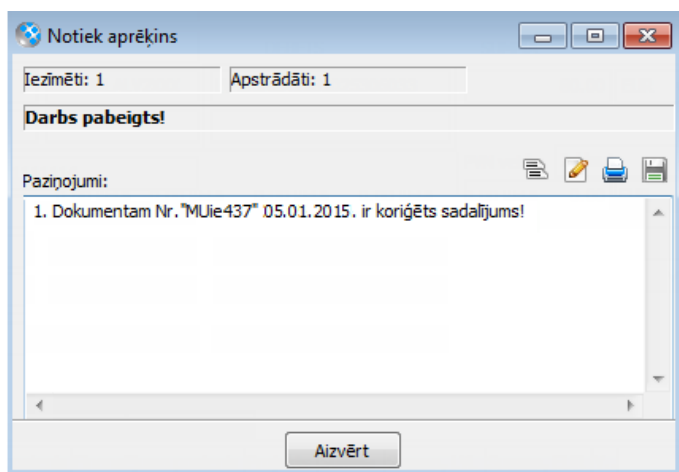 Notiek aprēķins
Iezīmēti: 1 Apstrādāti: 1
Darbs pabeigts!
Paziņojumi:
1. Dokumentam Nr."MUie437" 05.01.2015. ir koriģēts sadalījums!
Aizvērt